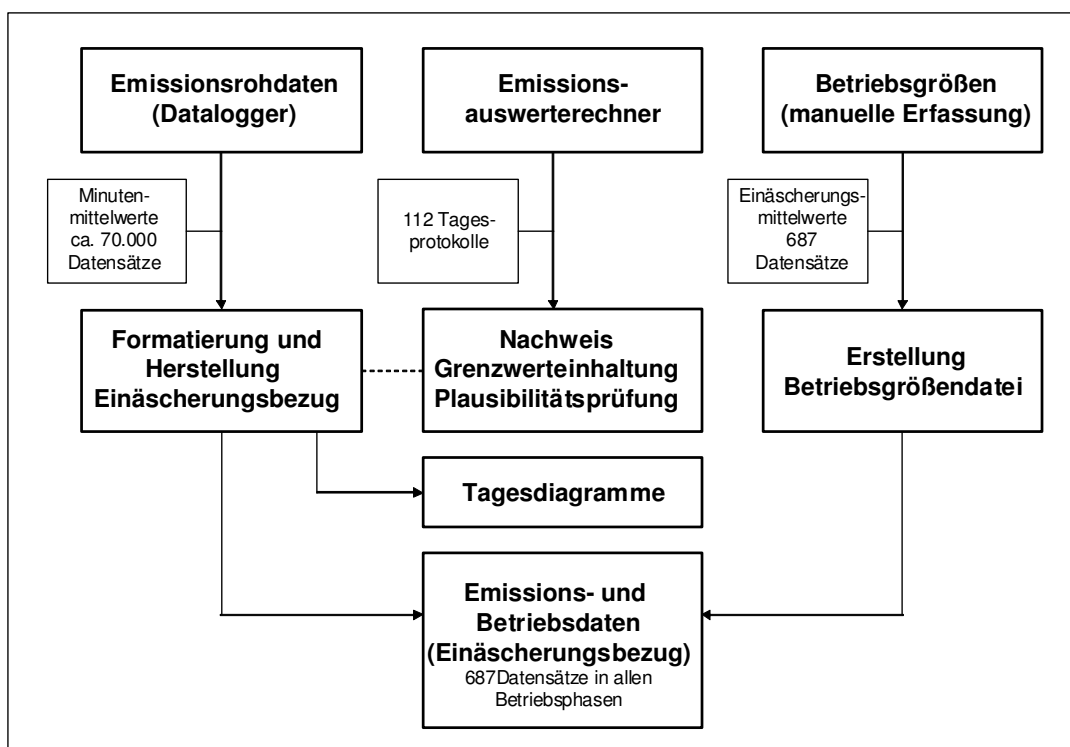 Emissionsrohdaten
(Datalogger)
Emissions-
auswerterechner
Betriebsgrößen
(manuelle Erfassung)
Minuten-
mittelwerte
ca. 70.000
Datensätze
112 Tages-
protokolle
Einäscherungs-
mittelwerte
687
Datensätze
Formatierung und
Herstellung
Einäscherungsbezug
Nachweis
Grenzwerteinhaltung
Plausibilitätsprüfung
Erstellung
Betriebsgrößendatei
Tagesdiagramme
Emissions- und
Betriebsdaten
(Einäscherungsbezug)
687Datensätze in allen
Betriebsphasen